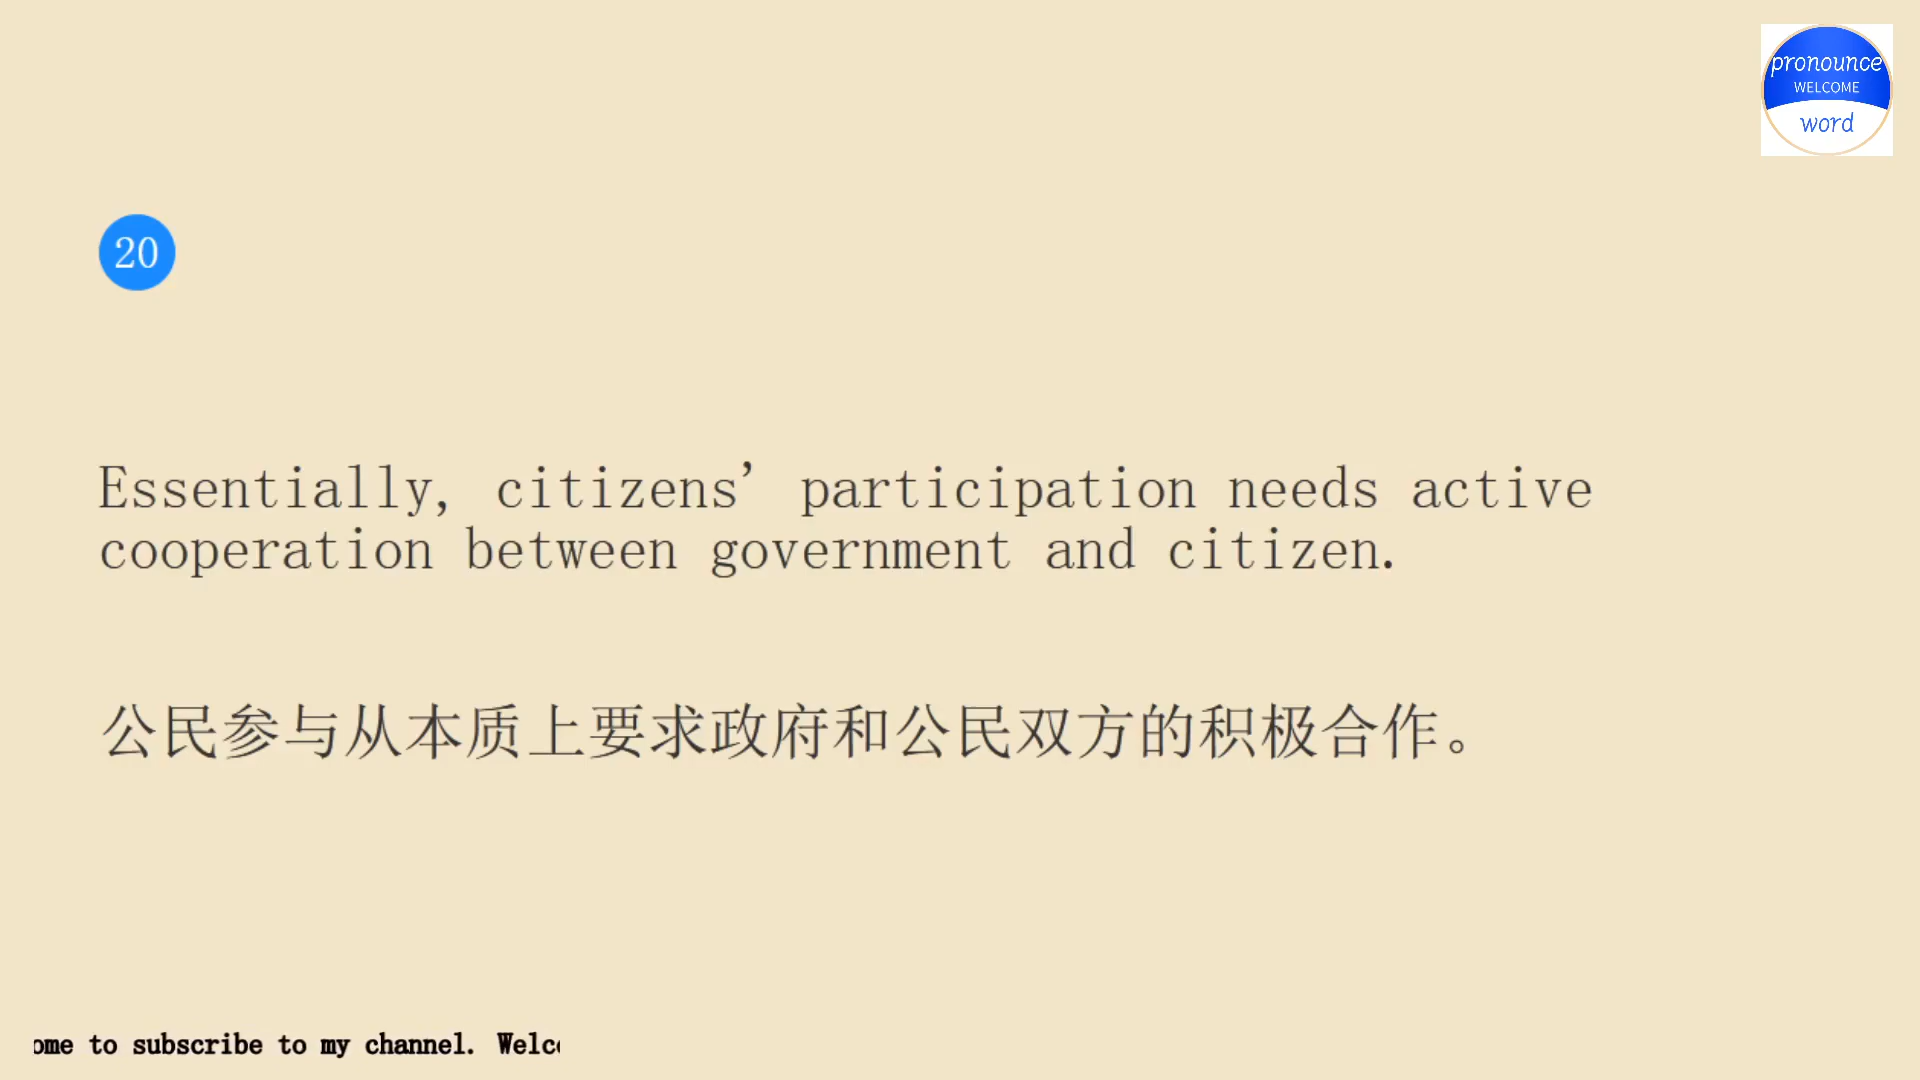 pronounce
WELCOME
word
20
Essentially, citizens' participation needs active
cooperation between government and citizen.
公民参与从本质上要求政府和公民双方的积极合作。
ome to subscribe to my channel. Welc